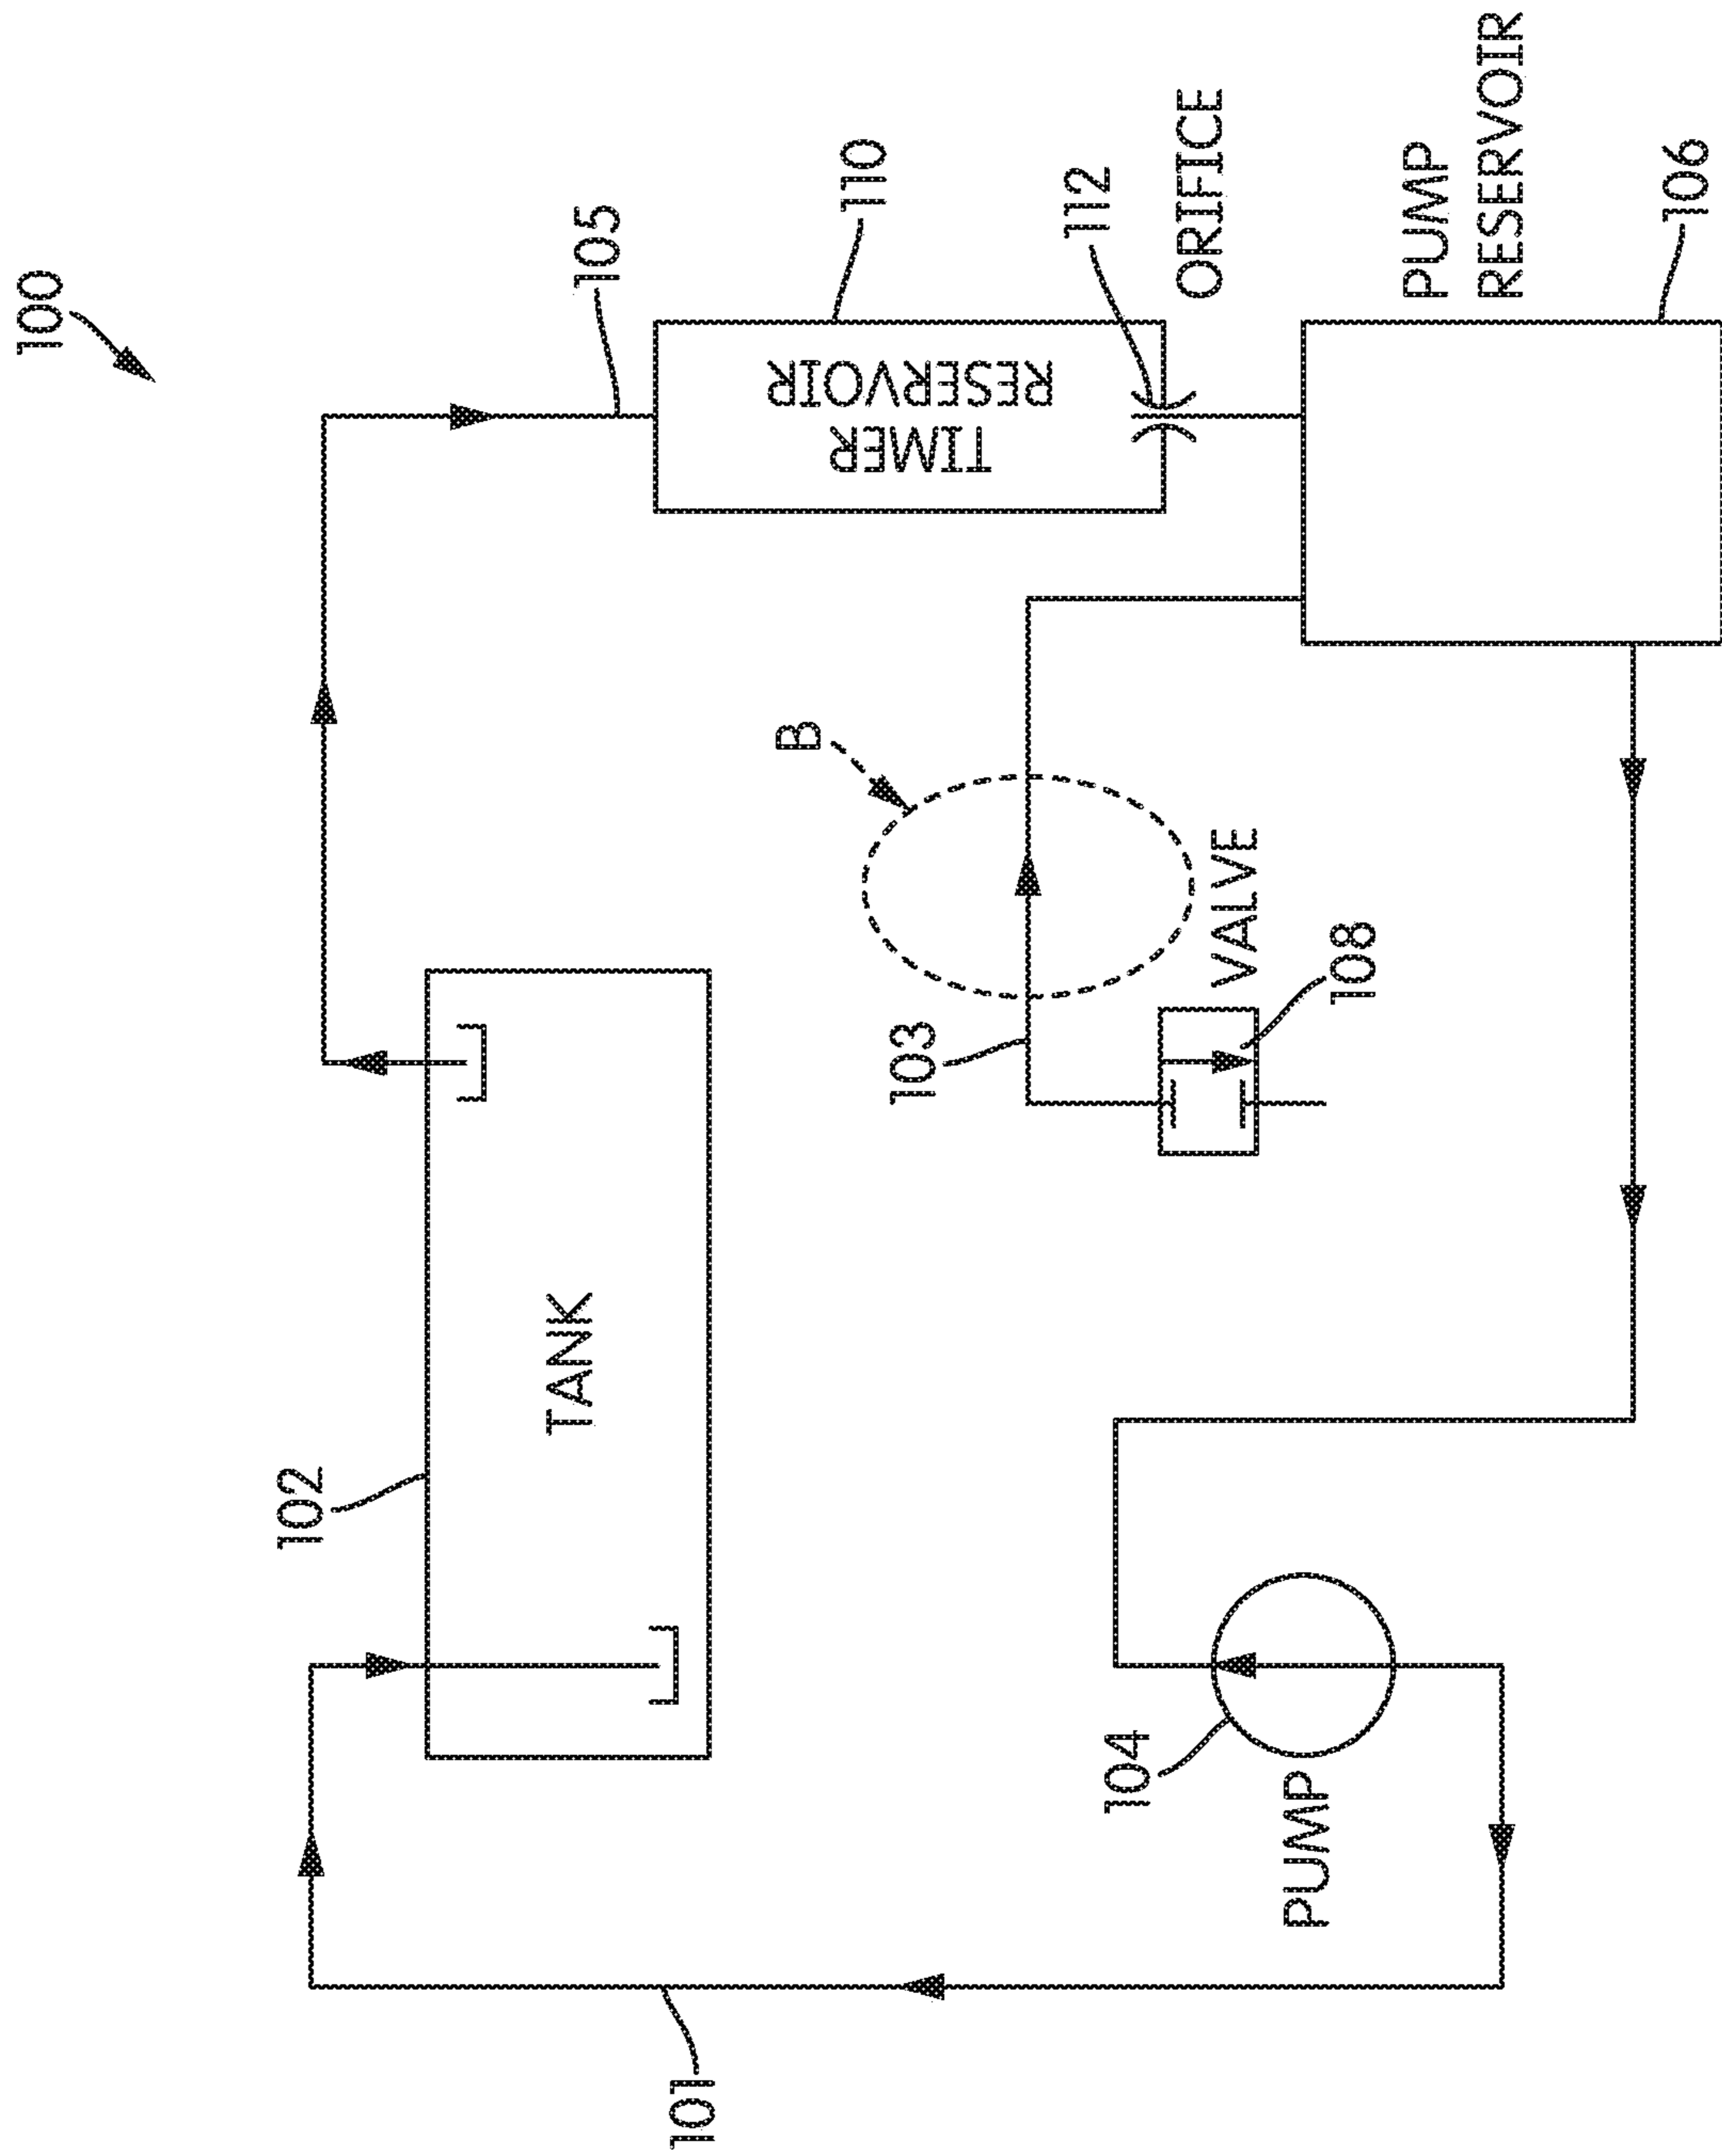 100
105
110
TIMER
RESERVOIR
112
ORIFICE
PUMP
RESERVOIR
106
B
102
TANK
103
VALVE
108
104
PUMP
101